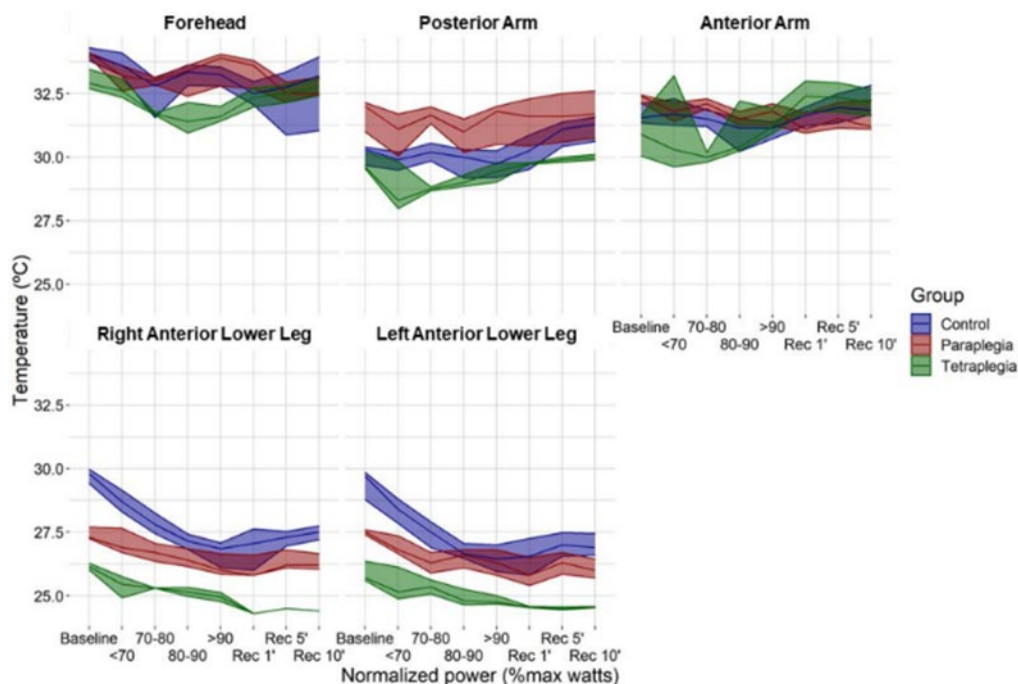 Forehead
Posterior Arm
Anterior Arm
32.5
30.0
27.5
25.0
Temperature (ºC)
Baseline
<70
70-80
80-90
>90
Rec 1'
Rec 5'
Rec 10'
Group
Control
Paraplegia
Tetraplegia
Right Anterior Lower Leg
Left Anterior Lower Leg
32.5
30.0
27.5
25.0
Baseline
<70
70-80
80-90
>90
Rec 1'
Rec 5'
Rec 10'
Baseline
<70
70-80
80-90
>90
Rec 1'
Rec 5'
Rec 10'
Normalized power (%max watts)